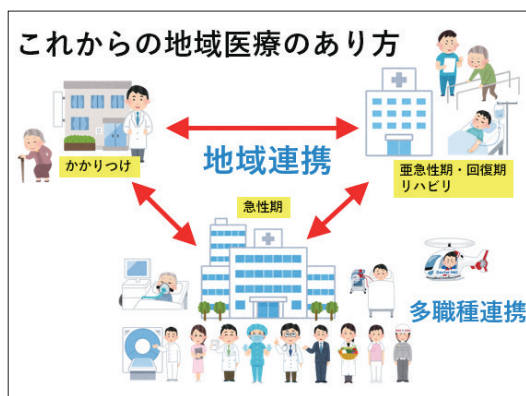 これからの地域医療のあり方
かかりつけ
地域連携
亜急性期・回復期
リハビリ
急性期
多職種連携